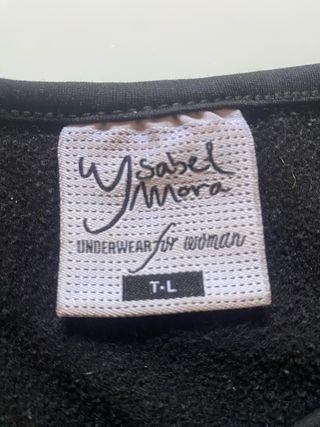 Ysabel
Mora
UNDERWEAR for woman
T-L